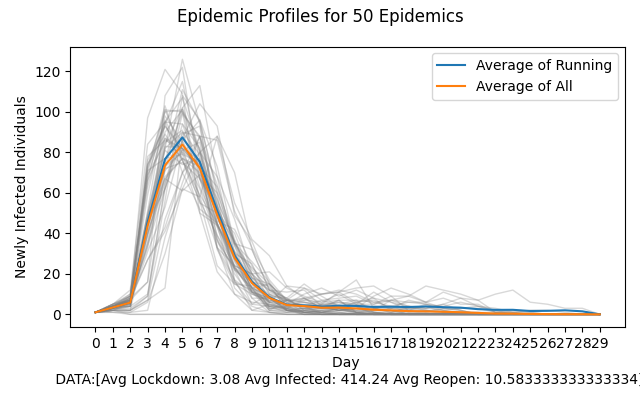 Epidemic Profiles for 50 Epidemics
Average of Running
Average of All
120
100
80
60
40
20
0
Newly Infected Individuals
0 1 2 3 4 5 6 7 8 9 10 11 12 13 14 15 16 17 18 19 20 21 22 23 24 25 26 27 28 29
Day
DATA:[Avg Lockdown: 3.08 Avg Infected: 414.24 Avg Reopen: 10.583333333333334]